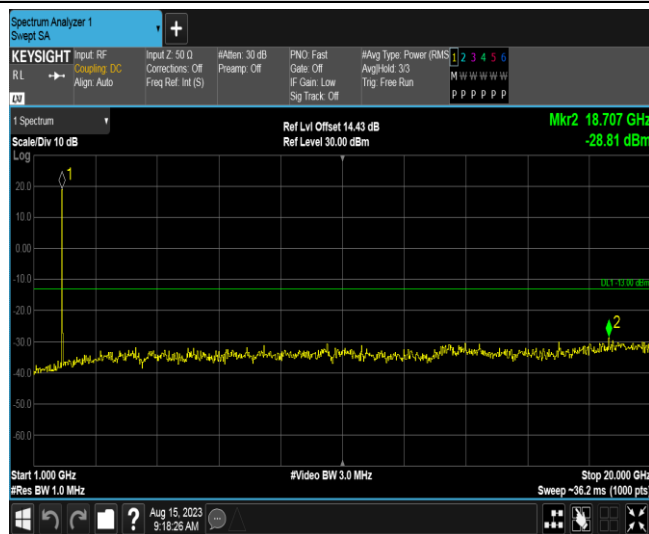 Spectrum Analyzer 1
Swept SA
+
KEYSIGHT
RL
Input: RF
Coupling: DC
Align: Auto
Input Z: 50 Ω
Corrections: Off
Freq Ref: Int (S)
#Atten: 30 dB
Preamp: Off
PNO: Fast
Gate: Off
IF Gain: Low
Sig Track: Off
#Avg Type: Power (RMS
Avg|Hold: 3/3
Trig: Free Run
1 2 3 4 5 6
M W W W W W
P P P P P P
LXI
1 Spectrum
Scale/Div 10 dB
Log
Ref Lvl Offset 14.43 dB
Ref Level 30.00 dBm
Mkr2 18.707 GHz
-28.81 dBm
1
20.0
10.0
0.00
-10.0
DL1 -13.00 dBm
-20.0
2
-30.0
-40.0
-50.0
-60.0
Start 1.000 GHz
#Res BW 1.0 MHz
#Video BW 3.0 MHz
Stop 20.000 GHz
Sweep ~36.2 ms (1000 pts)
?
Aug 15, 2023
9:18:26 AM